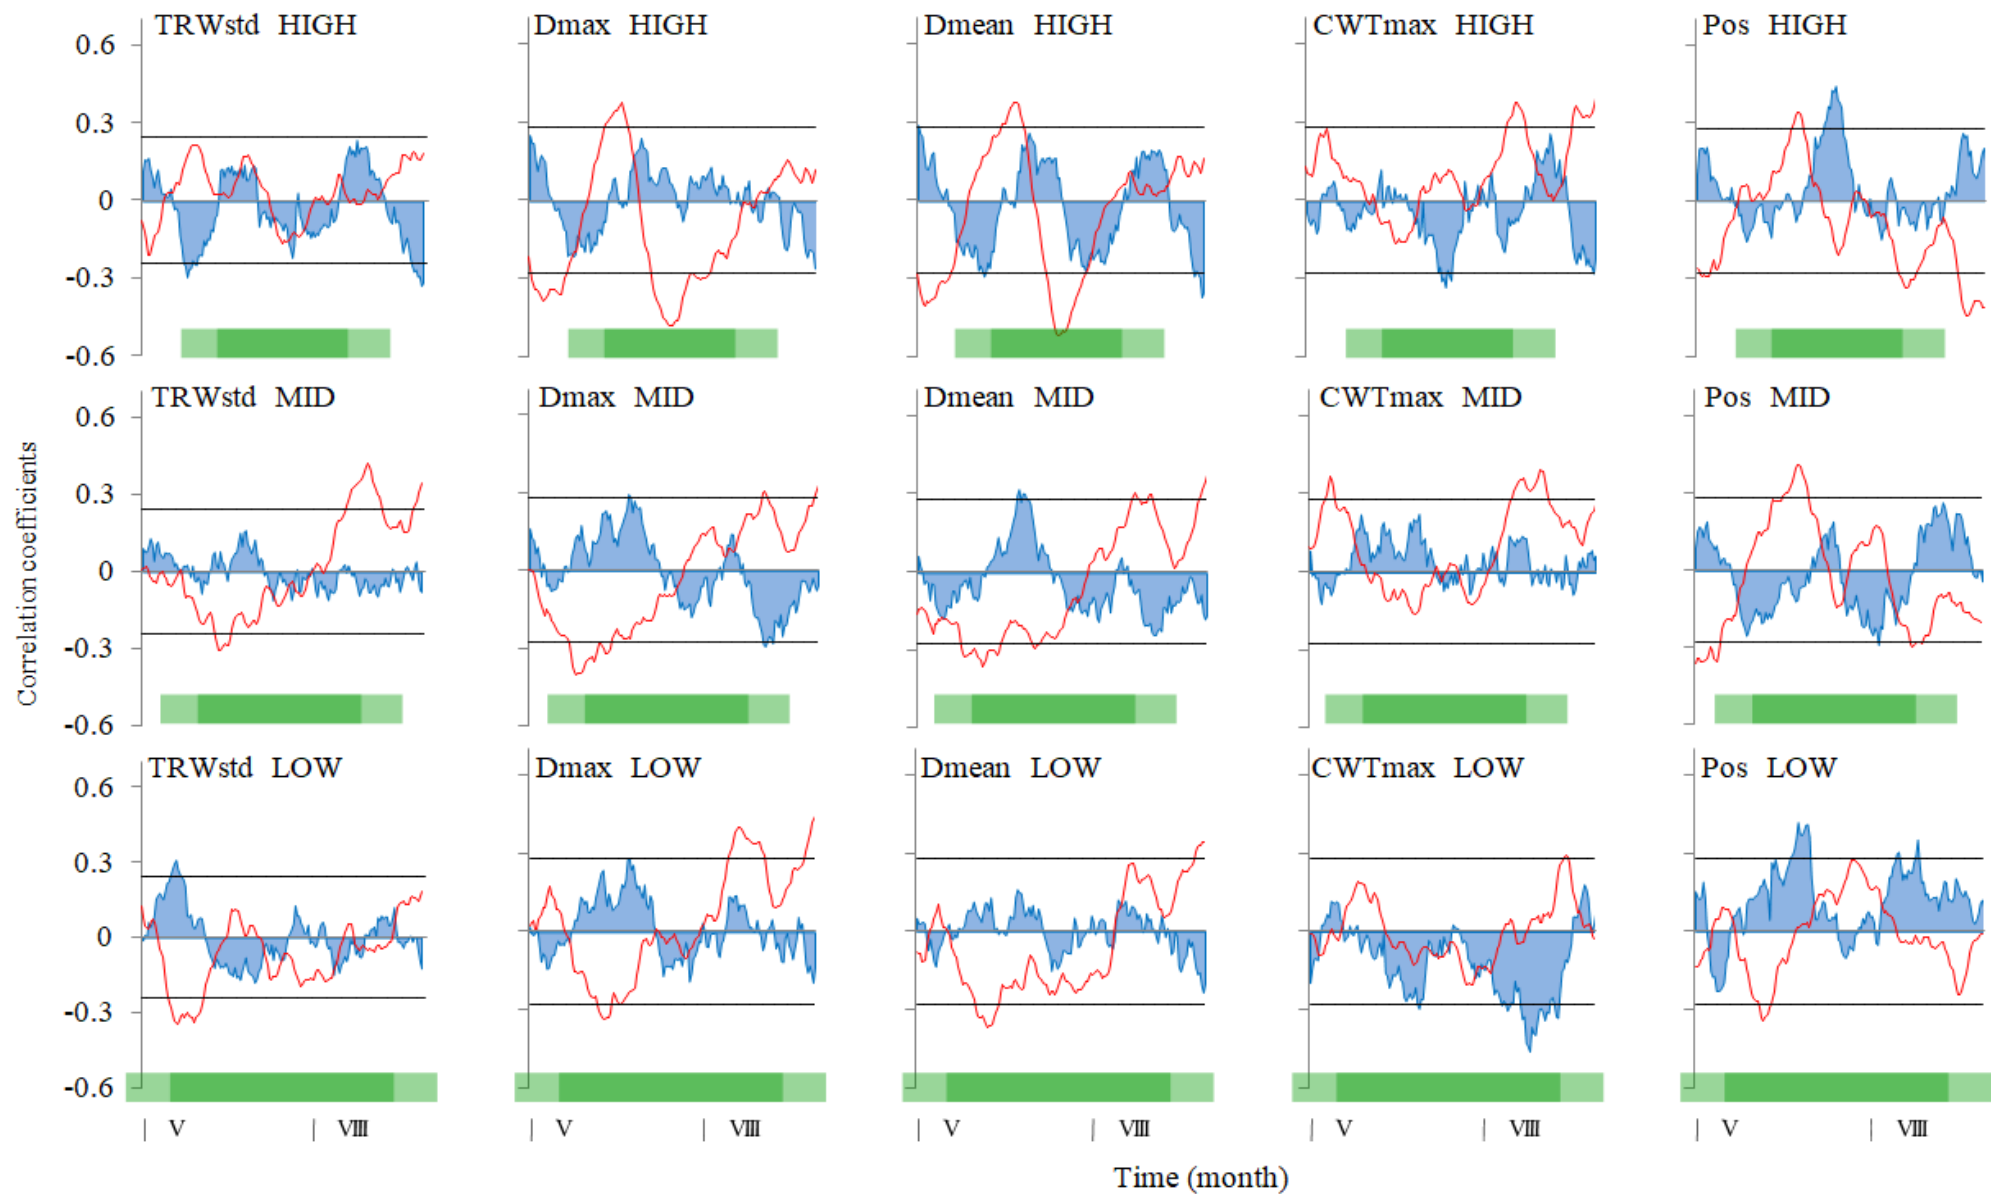 TRWstd HIGH
Dmax HIGH
Dmean HIGH
CWTmax HIGH
Pos HIGH
0.6
0.3
0
-0.3
-0.6
TRWstd MID
Dmax MID
Dmean MID
CWTmax MID
Pos MID
0.6
0.3
0
-0.3
-0.6
Correlation coefficients
TRWstd LOW
Dmax LOW
Dmean LOW
CWTmax LOW
Pos LOW
0.6
0.3
0
-0.3
-0.6
V VIII
V VIII
V VIII
V VIII
V VIII
Time (month)